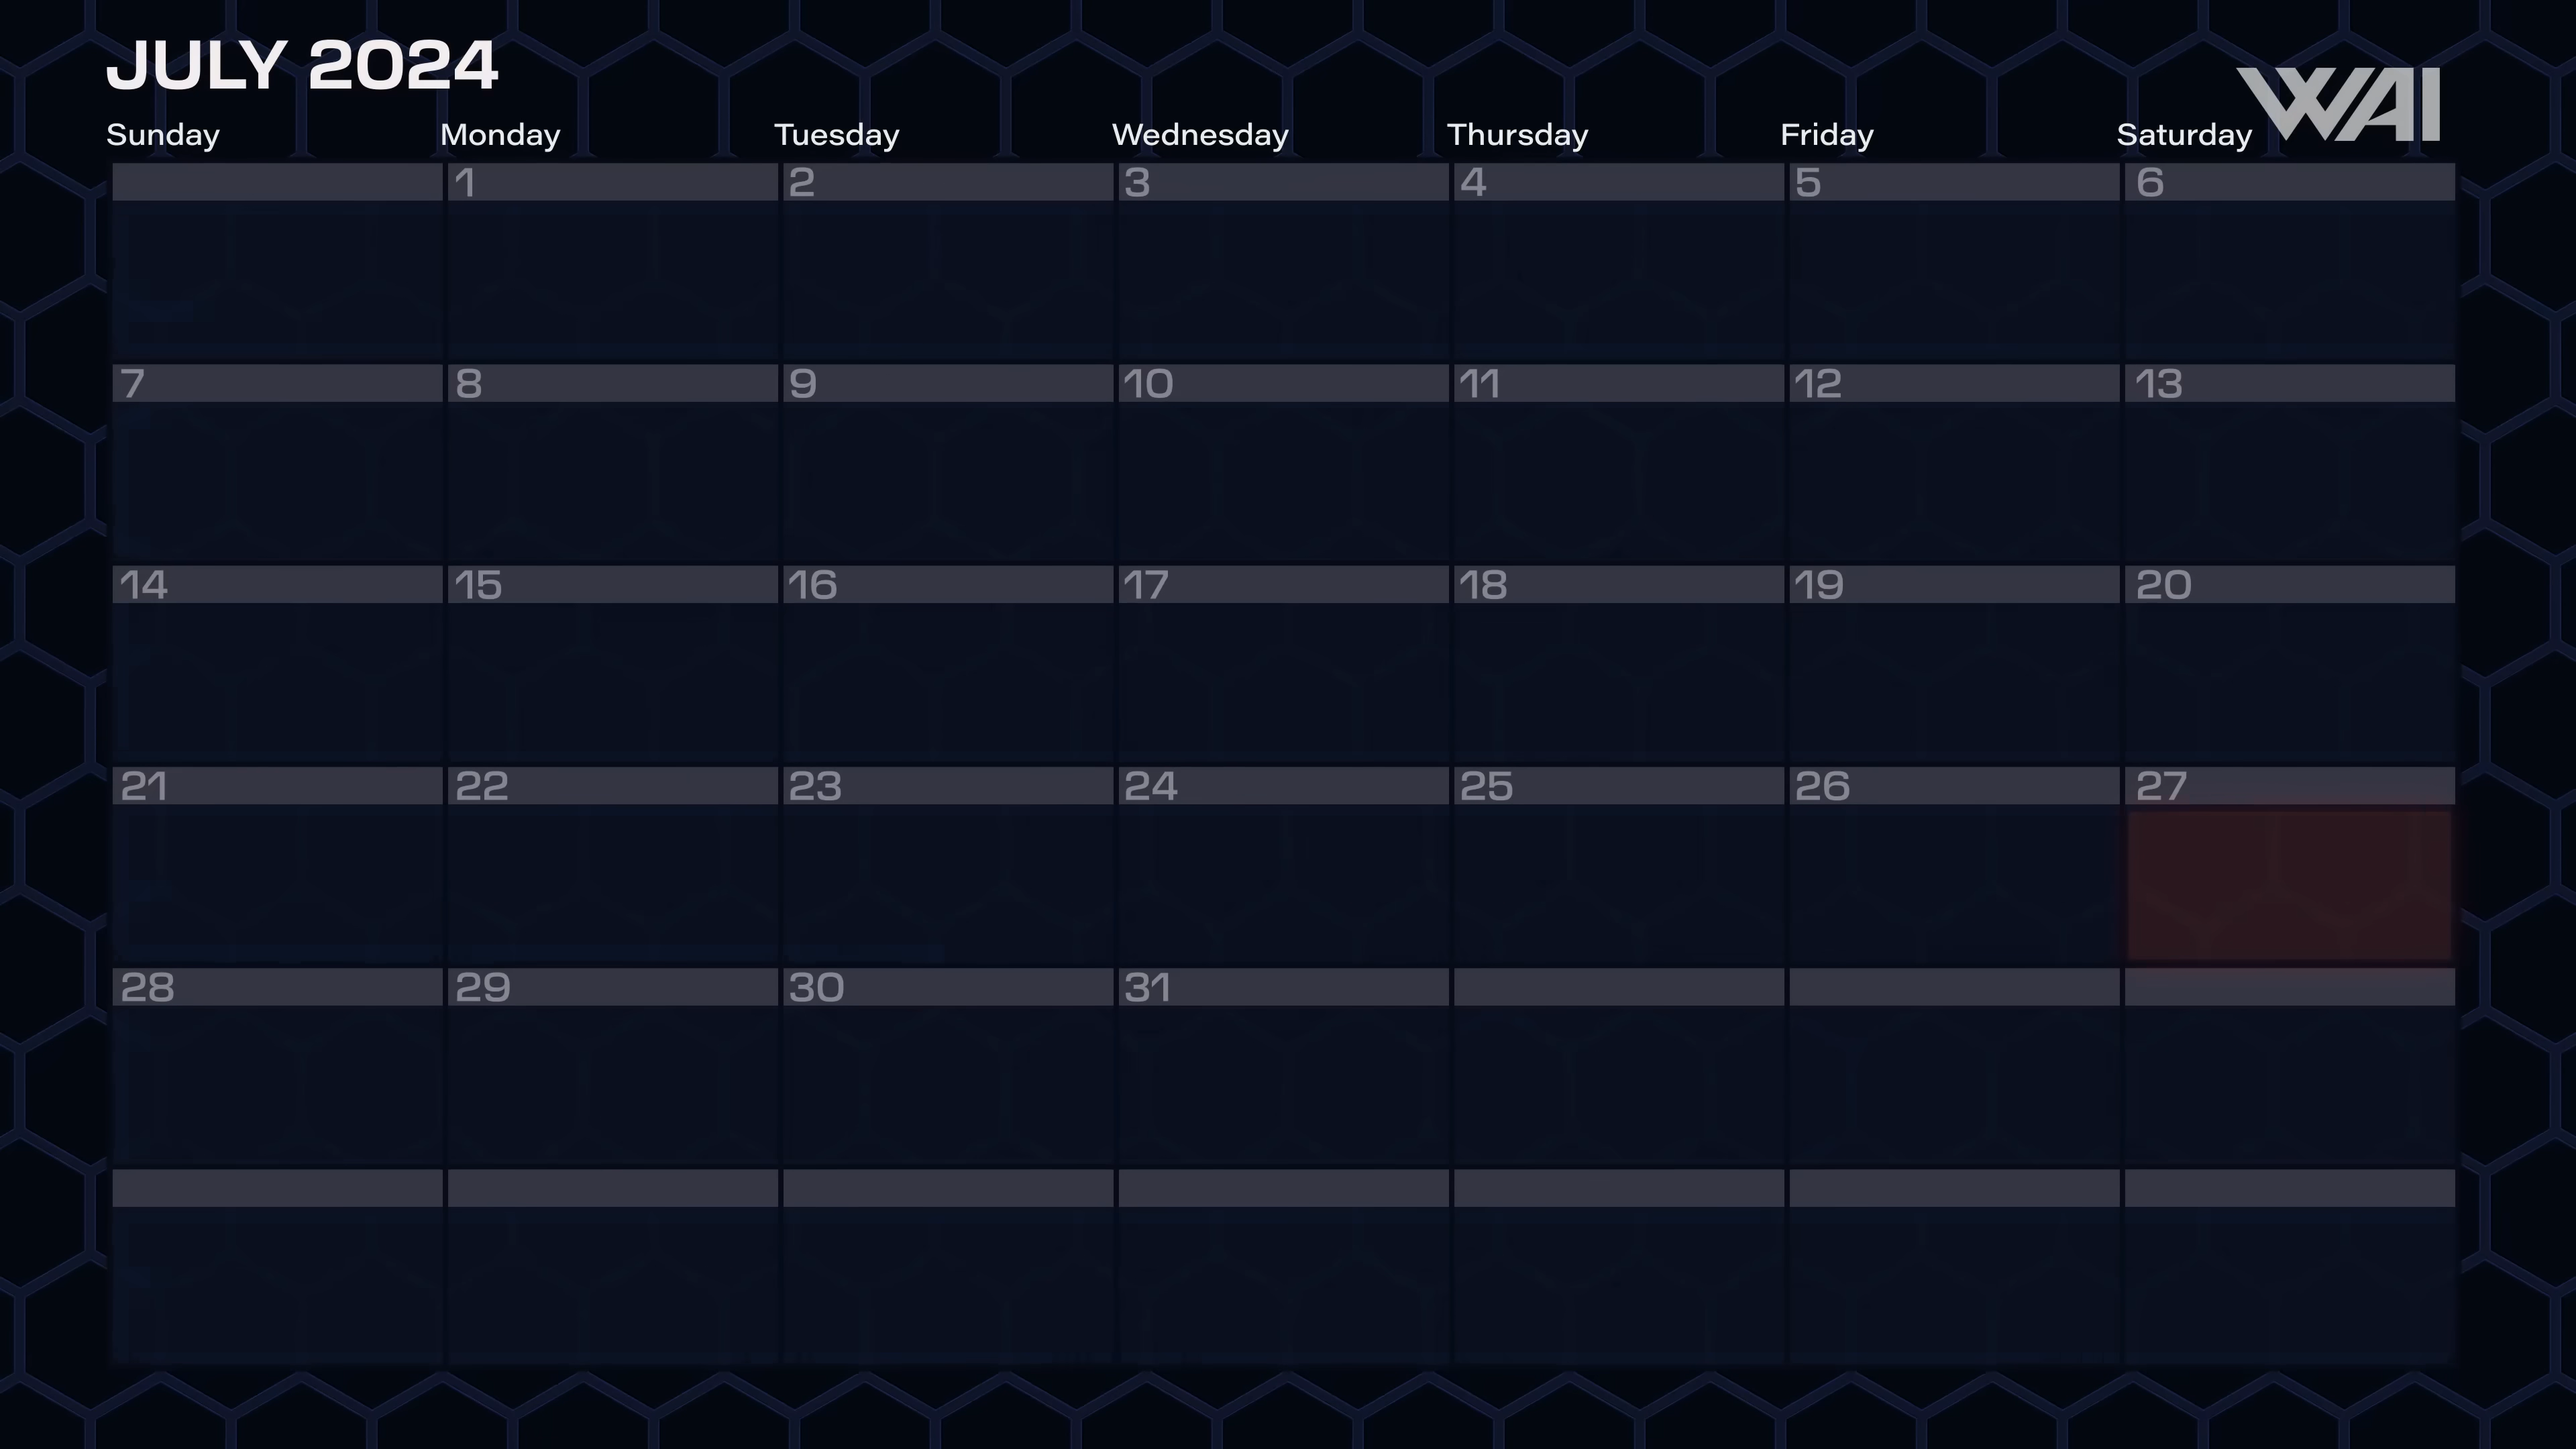 JULY 2024
WAI
Sunday Monday Tuesday Wednesday Thursday Friday Saturday
1 2 3 4 5 6
7 8 9 10 11 12 13
14 15 16 17 18 19 20
21 22 23 24 25 26 27
28 29 30 31